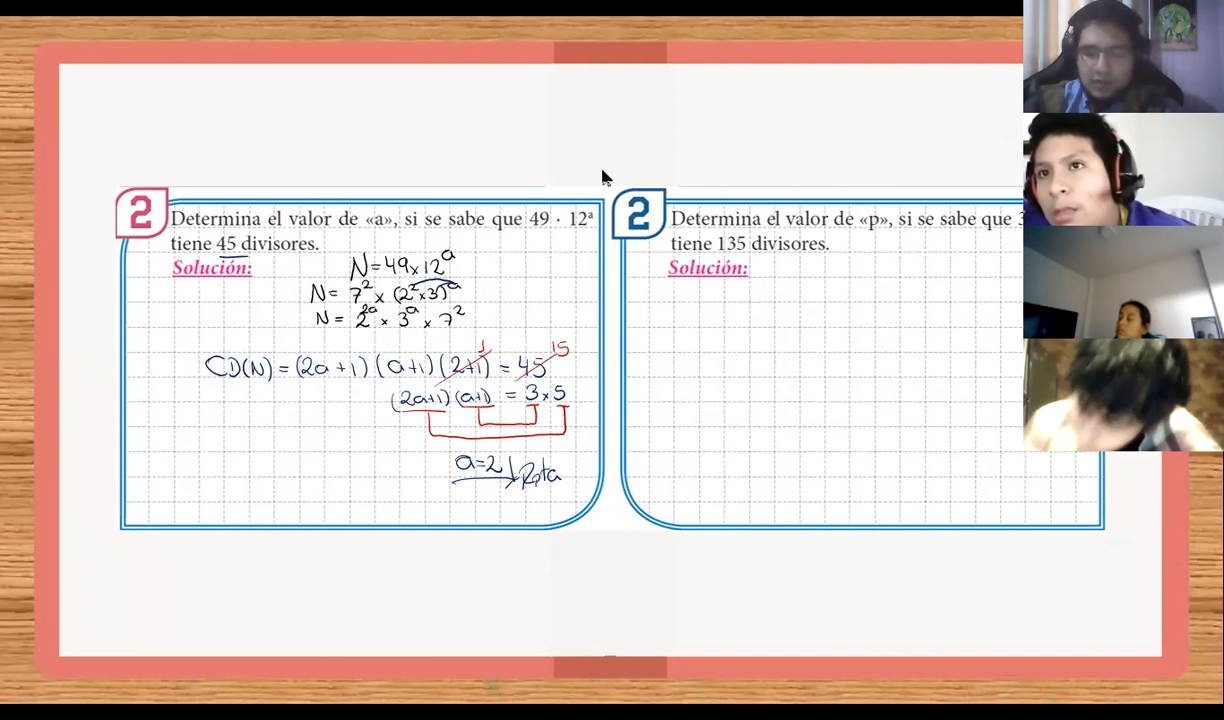 2
Determina el valor de «a», si se sabe que 49 · 12ᵃ
tiene 45 divisores.
Solución:
N = 49 x 12ᵃ
N = 7² x (2² x 3)ᵃ
N = 2²ᵃ x 3ᵃ x 7²
1 15
CD(N) = (2a+1) (a+1) (2+1) = 45
(2a+1) (a+1) = 3 x 5
a=2 Rpta
2
Determina el valor de «p», si se sabe que 3
tiene 135 divisores.
Solución: